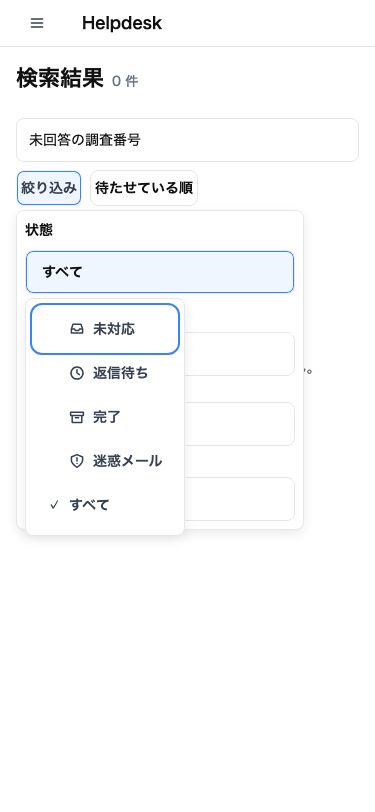 Helpdesk
検索結果 0 件
未回答の調査番号
絞り込み 待たせている順
状態
すべて
未対応
返信待ち
完了
迷惑メール
✓ すべて